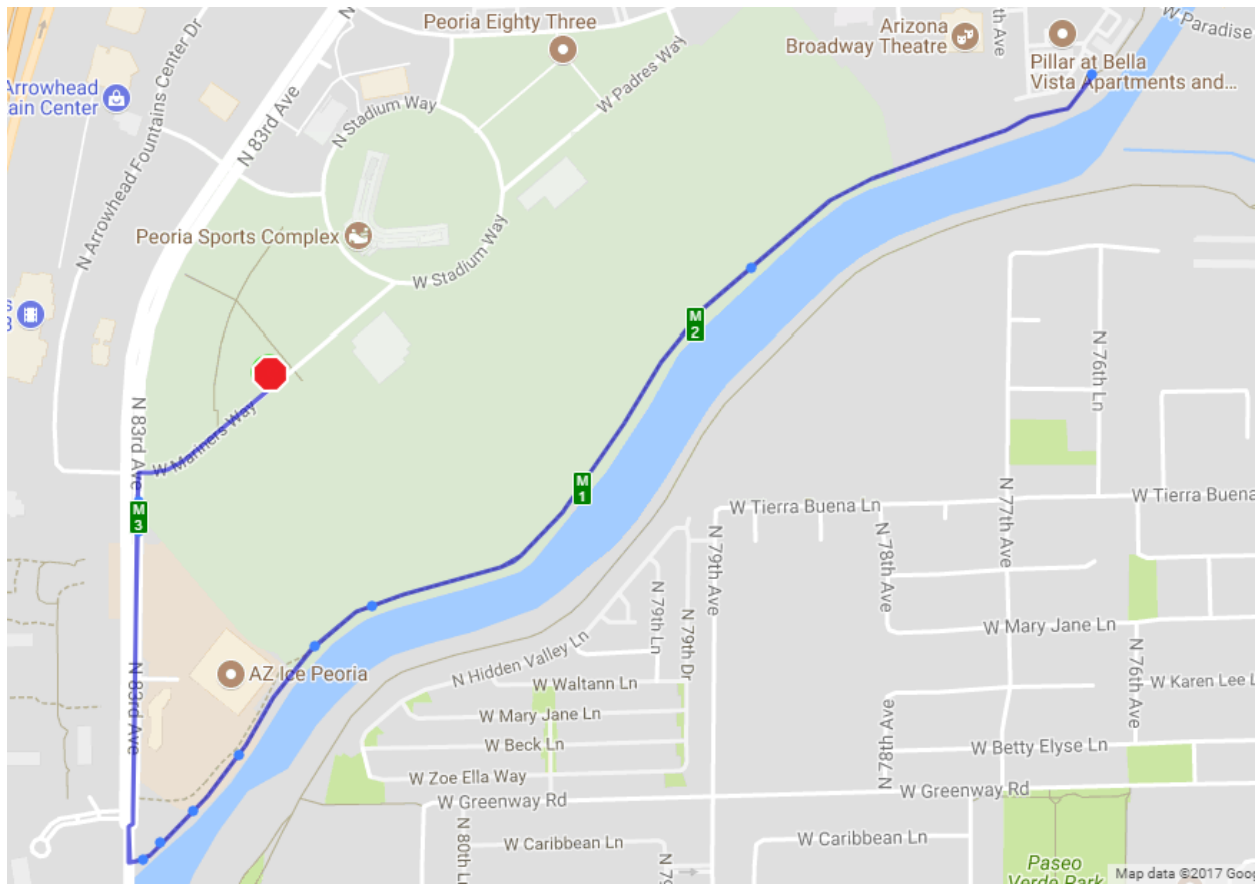 Peoria Eighty Three
Arizona
Broadway Theatre
Pillar at Bella
Vista Apartments and...
W Paradise
Arrowhead
N Arrowhead Fountains Center Dr
N 83rd Ave
N Stadium Way
W Padres Way
Peoria Sports Complex
W Stadium Way
M
2
N 76th Ln
N 83rd Ave
W Mariners Way
M
1
M
3
W Tierra Buena Ln
W Tierra Buena
N 77th Ave
N 78th Ave
N 79th Ave
N 79th Ln
N 79th Dr
W Mary Jane Ln
N 76th Ave
N Hidden Valley Ln
AZ Ice Peoria
N 83rd Ave
W Waltann Ln
W Karen Lee
W Mary Jane Ln
N 78th Ave
W Beck Ln
W Betty Elyse Ln
W Zoe Ella Way
W Greenway Rd
W Greenway Rd
N 80th
W Caribbean Ln
W Caribbean Ln
N 79
Paseo
Verde Park
Map data ©2017 Goo